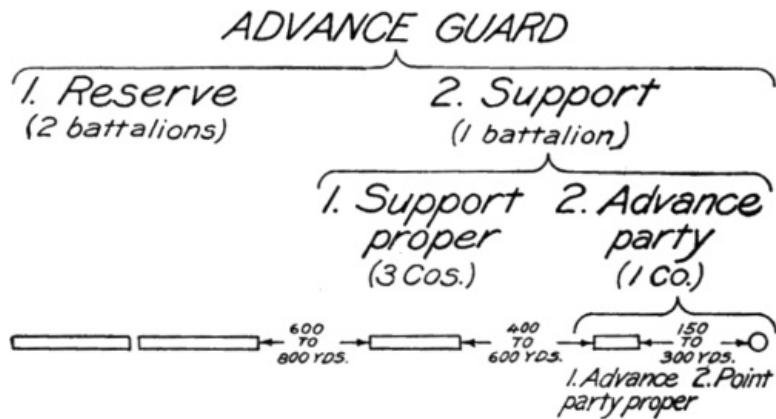 ADVANCE GUARD
1. Reserve
(2 battalions)
2. Support
(1 battalion)
1. Support
proper
(3 Cos.)
2. Advance
party
(1 Co.)
600
TO
800 YDS.
400
TO
600 YDS.
150
TO
300 YDS.
1. Advance
party proper
2. Point